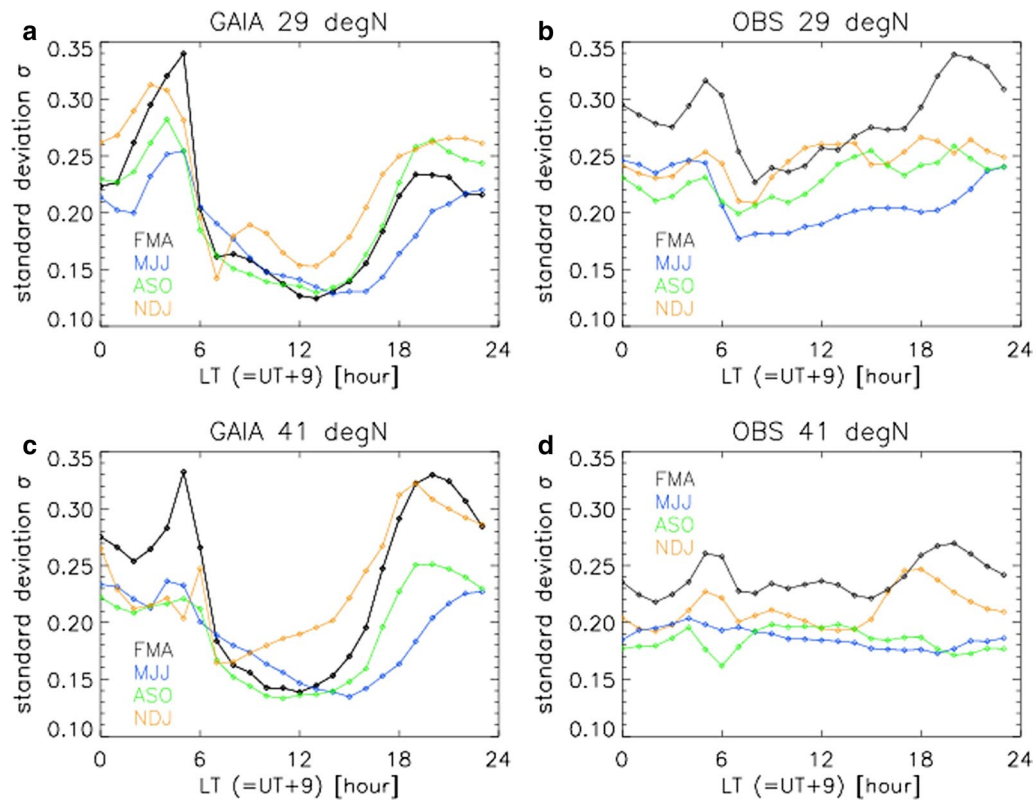 a
GAIA 29 degN
standard deviation σ
0.35
0.30
0.25
0.20
0.15
0.10
FMA
MJJ
ASO
NDJ
0 6 12 18 24
LT (=UT+9) [hour]
b
OBS 29 degN
standard deviation σ
0.35
0.30
0.25
0.20
0.15
0.10
FMA
MJJ
ASO
NDJ
0 6 12 18 24
LT (=UT+9) [hour]
c
GAIA 41 degN
standard deviation σ
0.35
0.30
0.25
0.20
0.15
0.10
FMA
MJJ
ASO
NDJ
0 6 12 18 24
LT (=UT+9) [hour]
d
OBS 41 degN
standard deviation σ
0.35
0.30
0.25
0.20
0.15
0.10
FMA
MJJ
ASO
NDJ
0 6 12 18 24
LT (=UT+9) [hour]